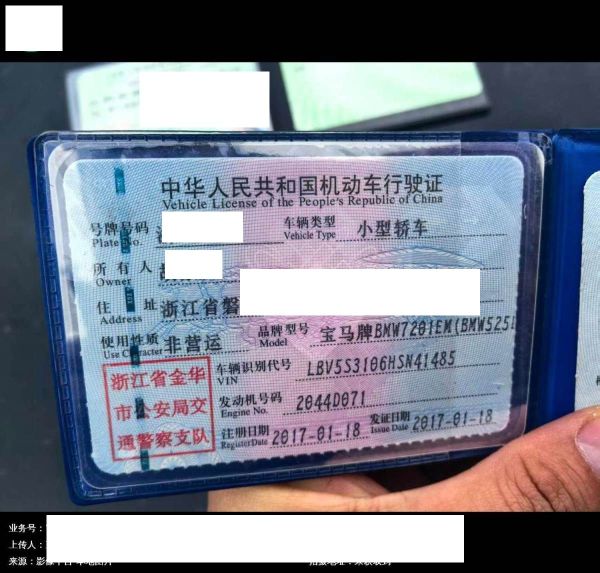 中华人民共和国机动车行驶证
Vehicle License of the People's Republic of China
号牌号码 车辆类型 小型轿车
Plate No. Vehicle Type
所有人
Owner
住址 浙江省磐
Address
使用性质 非营运 品牌型号 宝马牌BMW7201EM(BMW525l
Use Character Model
浙江省金华
市公安局交
通警察支队
车辆识别代号 LBV5S3106HSN41485
VIN
发动机号码 2044D071
Engine No.
注册日期 2017-01-18 发证日期 2017-01-18
Register Date Issue Date
业务号:
上传人:
来源: